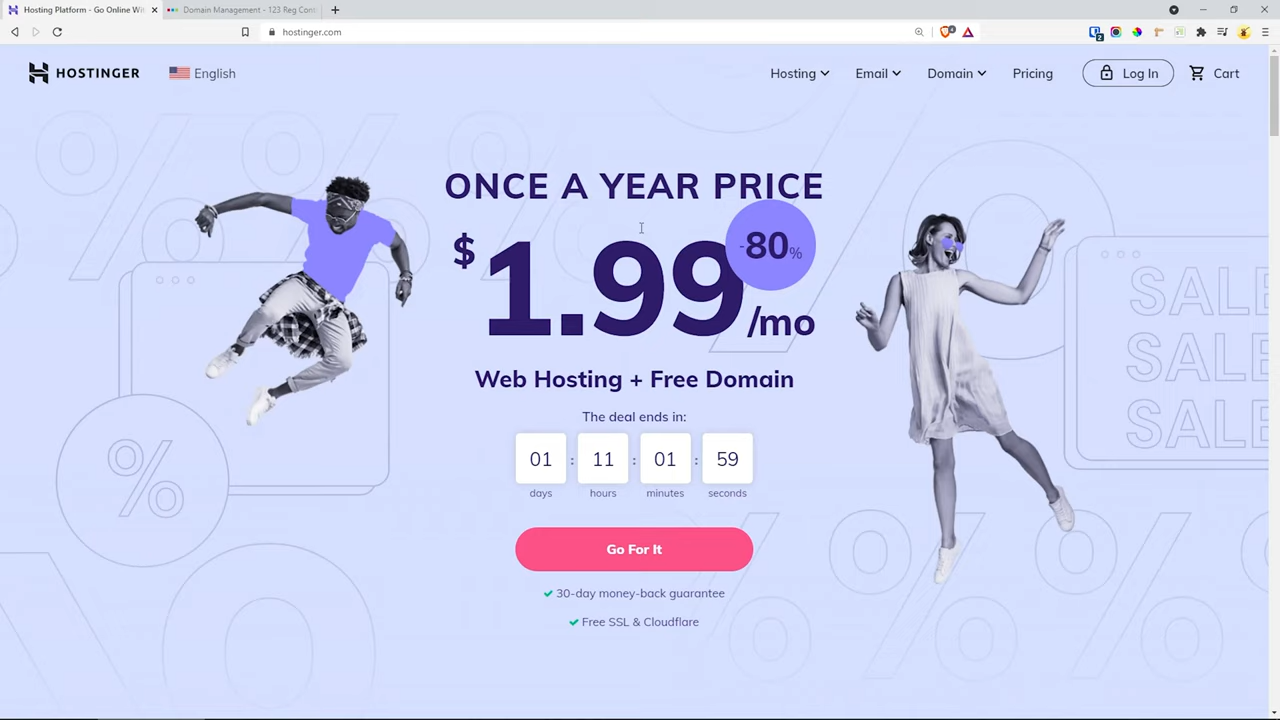 Hosting Platform - Go Online Wi
Domain Management - 123 Reg Cont
hostinger.com
2
4
HOSTINGER
English
Hosting
Email
Domain
Pricing
Log In
Cart
ONCE A YEAR PRICE
$1.99/mo
-80%
Web Hosting + Free Domain
The deal ends in:
01 : 11 : 01 : 59
days hours minutes seconds
Go For It
30-day money-back guarantee
Free SSL & Cloudflare
%
SALE
SALE
SALE